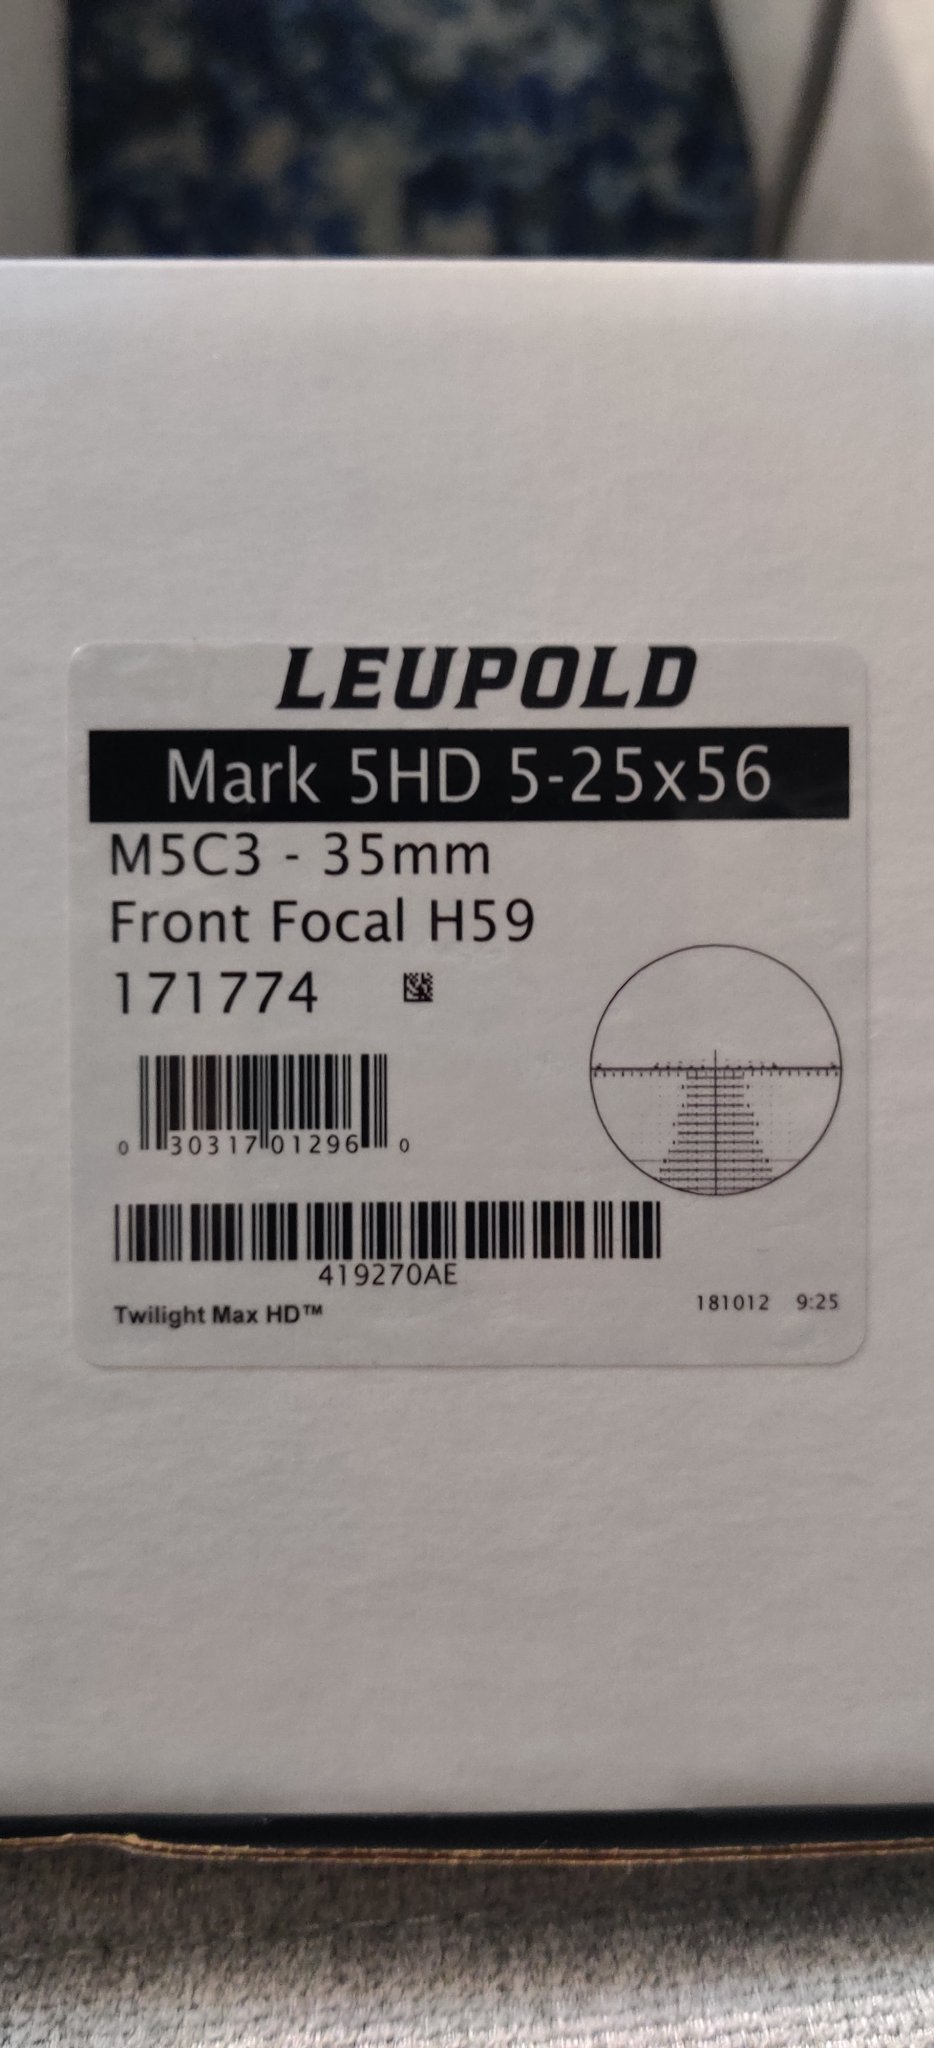 LEUPOLD
Mark 5HD 5-25x56
M5C3 - 35mm
Front Focal H59
171774
0 30317 01296 0
419270AE
Twilight Max HD™
181012 9:25